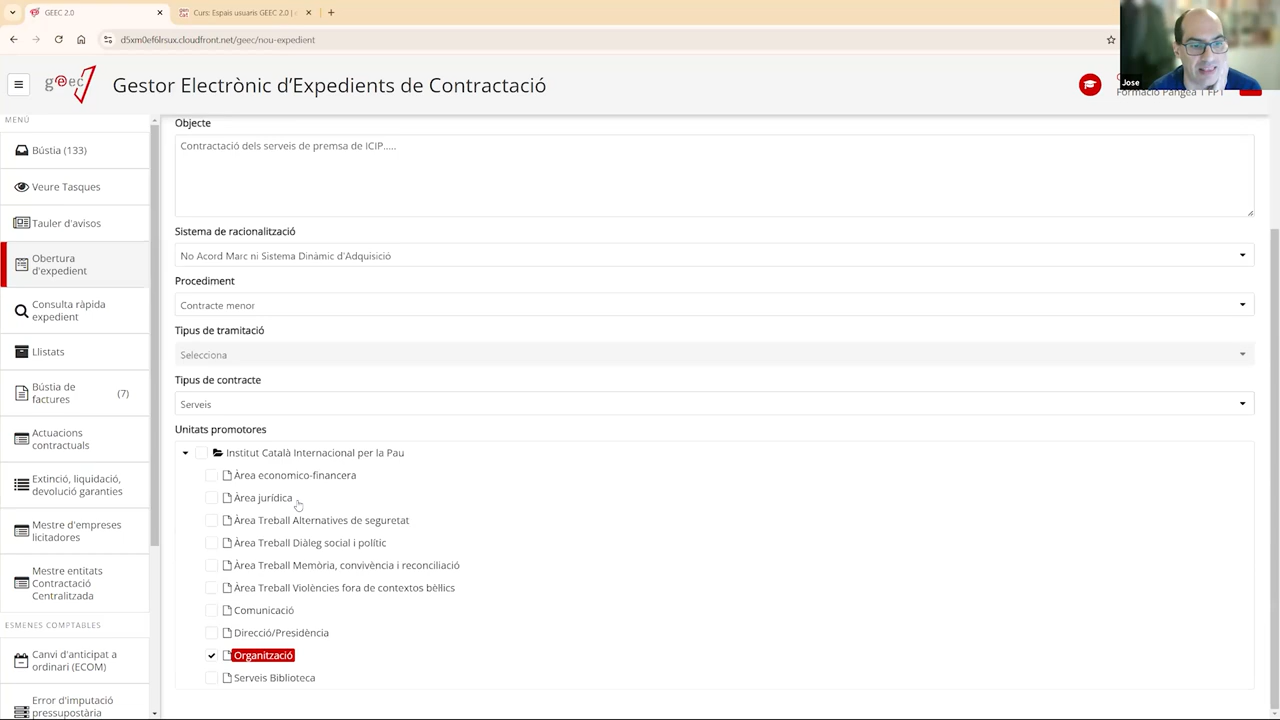 GEEC 2.0
Curs: Espais usuaris GEEC 2.0 | e
d5xm0ef6lrsux.cloudfront.net/geec/nou-expedient
g@ec
Gestor Electrònic d'Expedients de Contractació
Jose
Formació Pangea 1 FPT
MENÚ
Bústia (133)
Veure Tasques
Tauler d'avisos
Obertura
d'expedient
Consulta ràpida
expedient
Llistats
Bústia de
factures
(7)
Actuacions
contractuals
Extinció, liquidació,
devolució garanties
Mestre d'empreses
licitadores
Mestre entitats
Contractació
Centralitzada
ESMENES COMPTABLES
Canvi d'anticipat a
ordinari (ECOM)
Error d'imputació
pressupostària
Objecte
Contractació dels serveis de premsa de ICIP.....
Sistema de racionalització
No Acord Marc ni Sistema Dinàmic d'Adquisició
Procediment
Contracte menor
Tipus de tramitació
Selecciona
Tipus de contracte
Serveis
Unitats promotores
Institut Català Internacional per la Pau
Àrea economico-financera
Àrea jurídica
Àrea Treball Alternatives de seguretat
Àrea Treball Diàleg social i polític
Àrea Treball Memòria, convivència i reconciliació
Àrea Treball Violències fora de contextos bèl·lics
Comunicació
Direcció/Presidència
Organització
Serveis Biblioteca